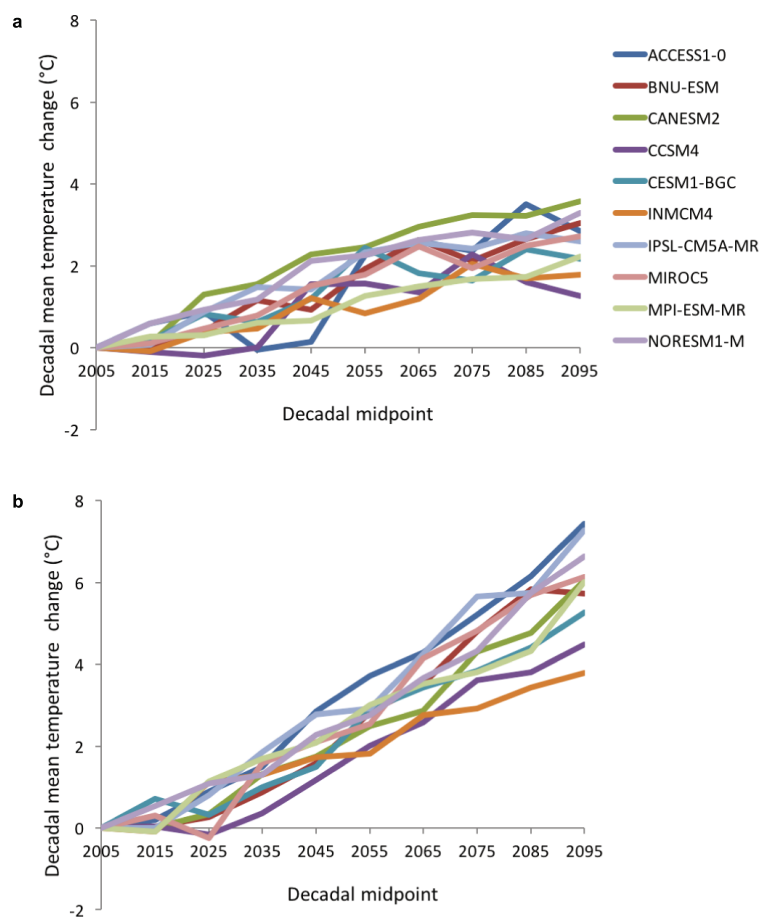 a
Decadal mean temperature change (°C)
8
6
4
2
0
-2
2005 2015 2025 2035 2045 2055 2065 2075 2085 2095
Decadal midpoint
ACCESS1-0
BNU-ESM
CANESM2
CCSM4
CESM1-BGC
INMCM4
IPSL-CM5A-MR
MIROC5
MPI-ESM-MR
NORESM1-M
b
Decadal mean temperature change (°C)
8
6
4
2
0
-2
2005 2015 2025 2035 2045 2055 2065 2075 2085 2095
Decadal midpoint